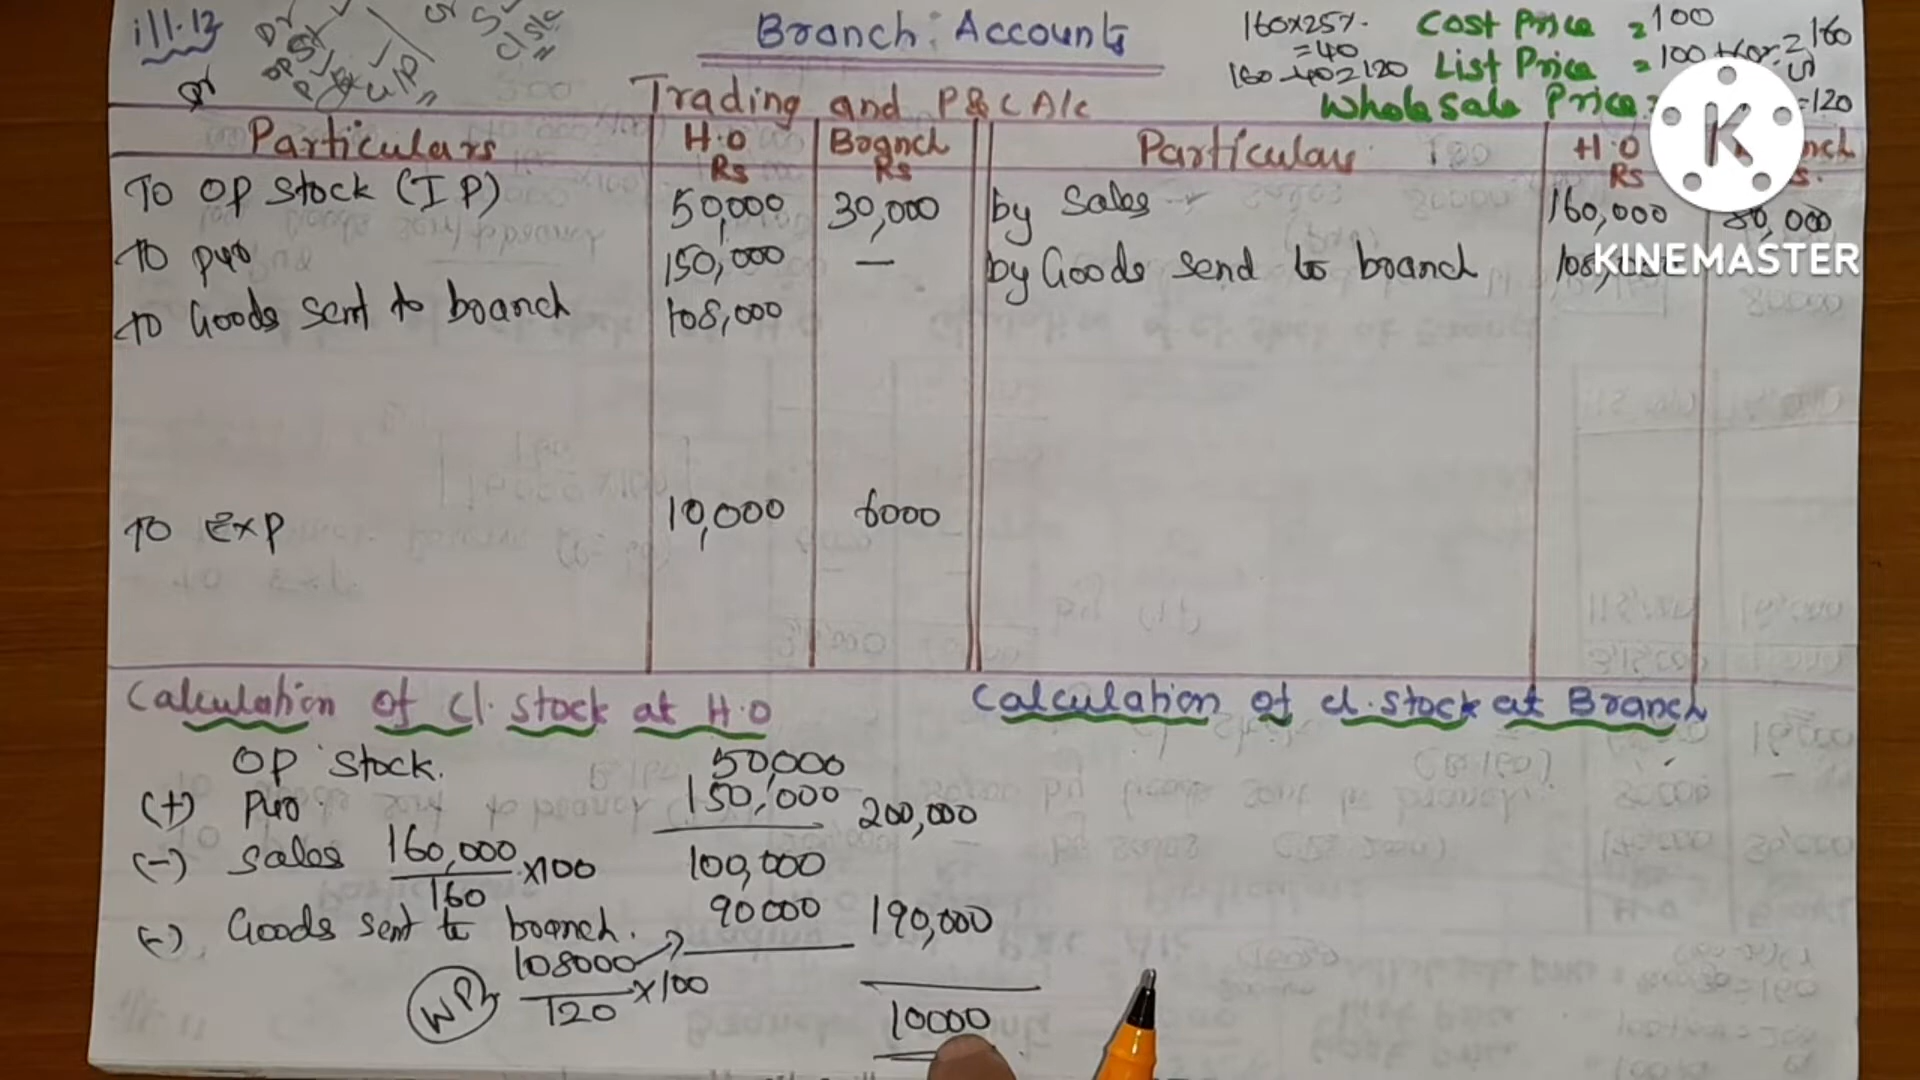 ill.12
Branch Accounts
160x25%.
=40
160-40=120
Cost Price = 100
List Price = 100+60%=160
Whole Sale Price =120
Dr
Trading and P&L A/c
Particulars H.O Rs Branch Rs Particulars H.O Rs
To OP Stock (I P) 50,000 30,000 by Sales 160,000 80,000
To pur 150,000 — by Goods send to branch
To Goods sent to branch 108,000
To Exp 10,000 6000
KINEMASTER
Calculation of Cl. Stock at H.O
OP Stock. 50,000
(+) Pur 150,000 200,000
(-) Sales 160,000/160 x100 100,000
(-) Goods sent to branch. 90000 190,000
WP 108000/120 x100
10000
Calculation of cl. stock at Branch